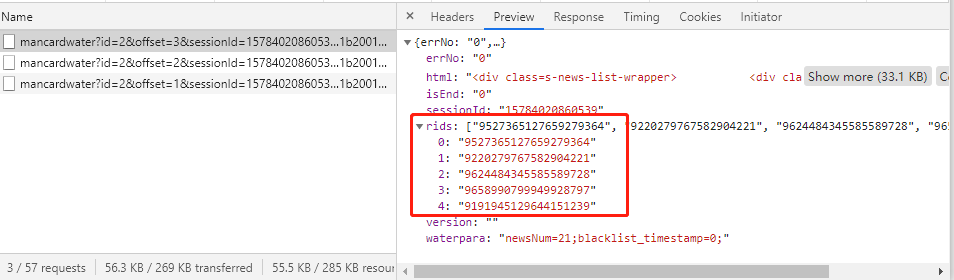 Name
mancardwater?id=2&offset=3&sessionId=1578402086053...1b2001...
mancardwater?id=2&offset=2&sessionId=1578402086053...1b2001...
mancardwater?id=2&offset=1&sessionId=1578402086053...1b2001...
3 / 57 requests
56.3 KB / 269 KB transferred
55.5 KB / 285 KB resour
× Headers Preview Response Timing Cookies Initiator
▼{errNo: "0",…}
errNo: "0"
html: "<div class=s-news-list-wrapper> <div cla Show more (33.1 KB) Co
isEnd: "0"
sessionId: "15784020860539"
▼rids: ["9527365127659279364", "9220279767582904221", "9624484345585589728", "965
0: "9527365127659279364"
1: "9220279767582904221"
2: "9624484345585589728"
3: "9658990799949928797"
4: "9191945129644151239"
version: ""
waterpara: "newsNum=21;blacklist_timestamp=0;"